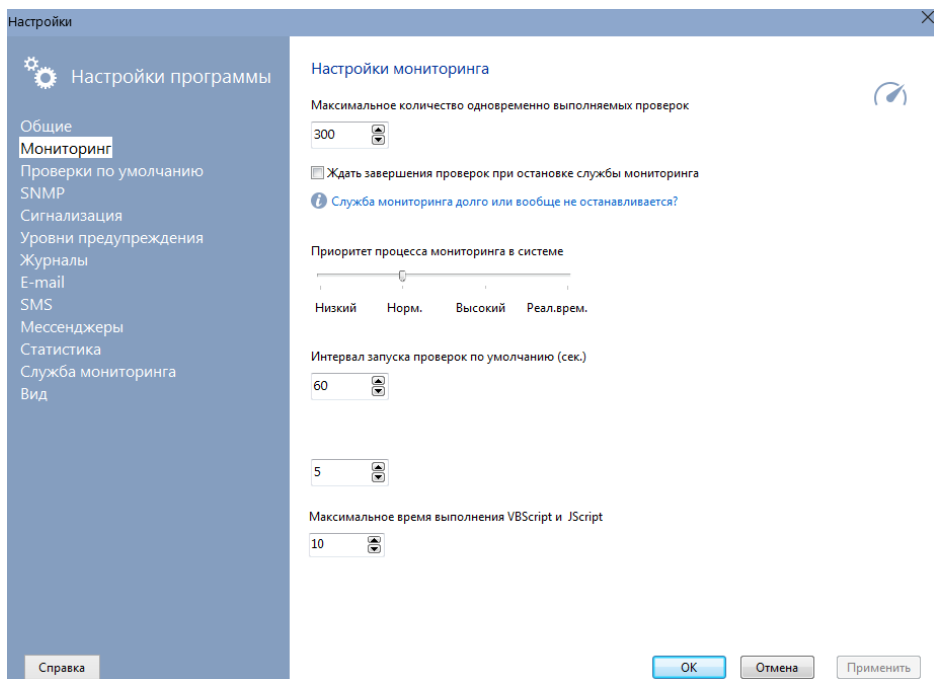 Настройки
Настройки программы
Общие
Мониторинг
Проверки по умолчанию
SNMP
Сигнализация
Уровни предупреждения
Журналы
E-mail
SMS
Мессенджеры
Статистика
Служба мониторинга
Вид
Справка
Настройки мониторинга
Максимальное количество одновременно выполняемых проверок
300
Ждать завершения проверок при остановке службы мониторинга
Служба мониторинга долго или вообще не останавливается?
Приоритет процесса мониторинга в системе
Низкий Норм. Высокий Реал.врем.
Интервал запуска проверок по умолчанию (сек.)
60
5
Максимальное время выполнения VBScript и JScript
10
ОК Отмена Применить